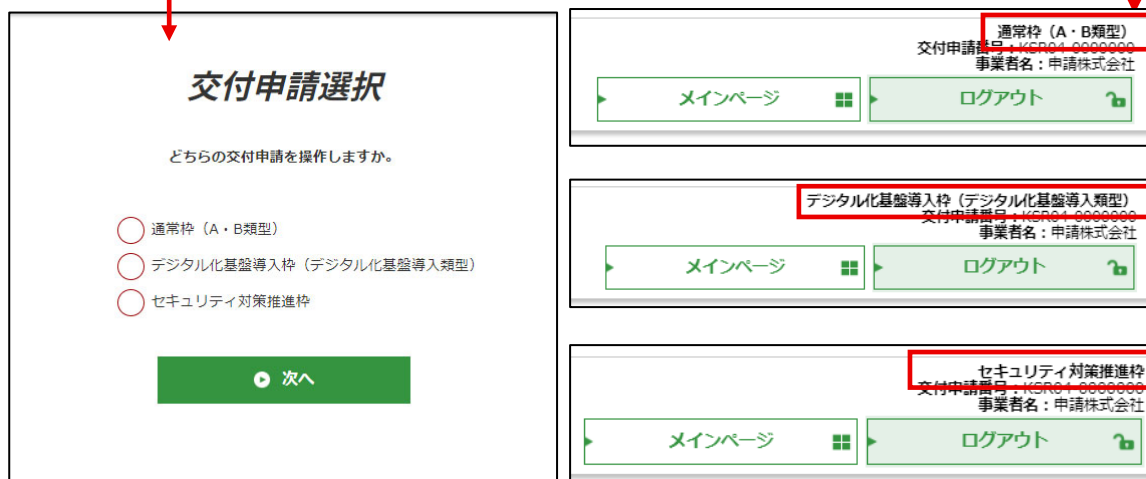 交付申請選択
どちらの交付申請を操作しますか。
通常枠（A・B類型）
デジタル化基盤導入枠（デジタル化基盤導入類型）
セキュリティ対策推進枠
次へ
通常枠（A・B類型）
交付申請番号：KSR04-0000000
事業者名：申請株式会社
メインページ
ログアウト
デジタル化基盤導入枠（デジタル化基盤導入類型）
交付申請番号：KSR04-0000000
事業者名：申請株式会社
メインページ
ログアウト
セキュリティ対策推進枠
交付申請番号：KSR04-0000000
事業者名：申請株式会社
メインページ
ログアウト